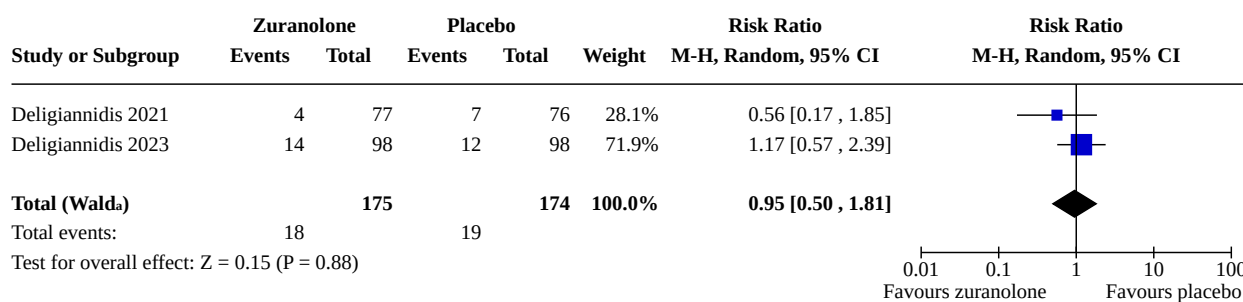 Zuranolone Placebo Risk Ratio Risk Ratio
Study or Subgroup Events Total Events Total Weight M-H, Random, 95% CI M-H, Random, 95% CI
Deligiannidis 2021 4 77 7 76 28.1% 0.56 [0.17 , 1.85]
Deligiannidis 2023 14 98 12 98 71.9% 1.17 [0.57 , 2.39]
Total (Waldₐ) 175 174 100.0% 0.95 [0.50 , 1.81]
Total events: 18 19
Test for overall effect: Z = 0.15 (P = 0.88)
0.01 0.1 1 10 100
Favours zuranolone Favours placebo